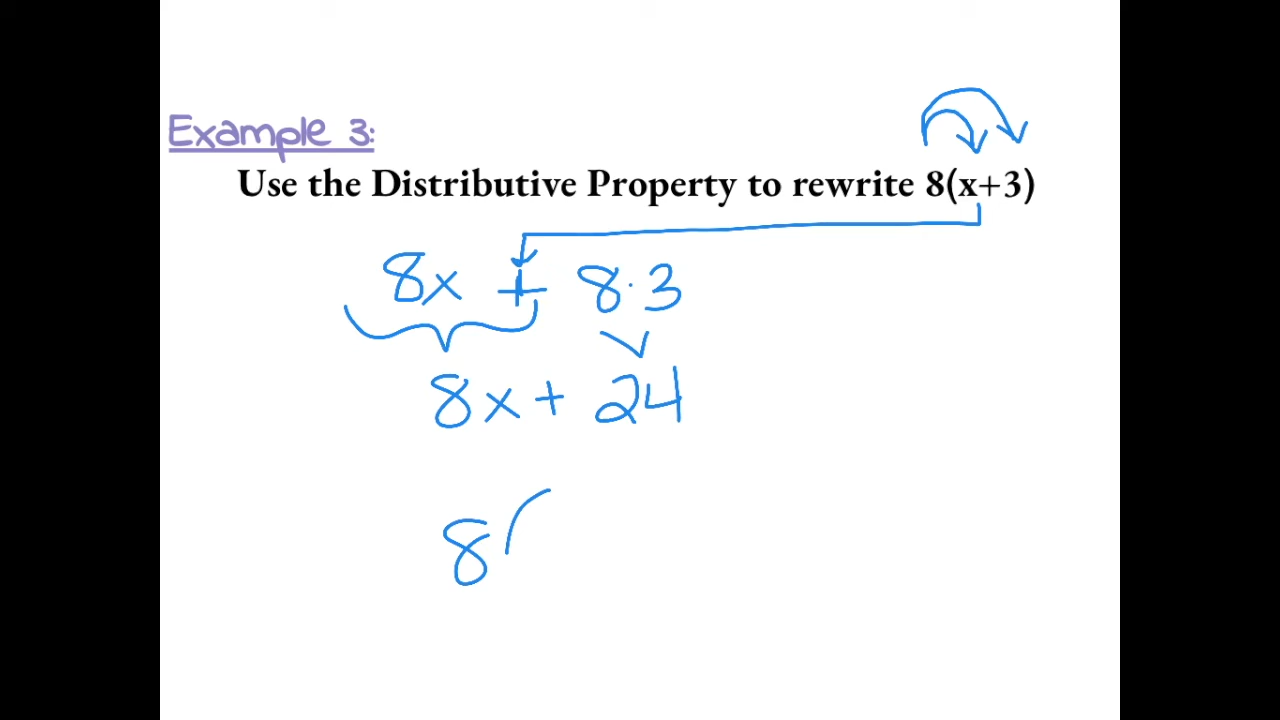 Example 3:
Use the Distributive Property to rewrite 8(x+3)
8x + 8·3
8x + 24
8(